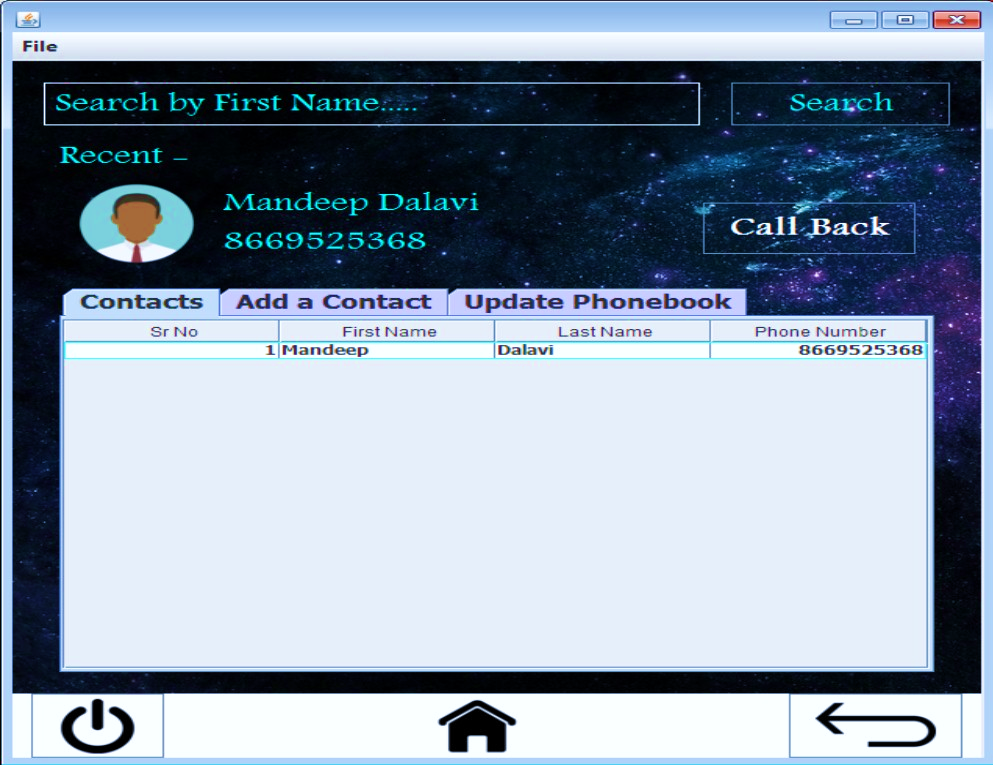 File
Search by First Name..... Search
Recent –
Mandeep Dalavi
8669525368
Call Back
Contacts Add a Contact Update Phonebook
Sr No First Name Last Name Phone Number
1 Mandeep Dalavi 8669525368